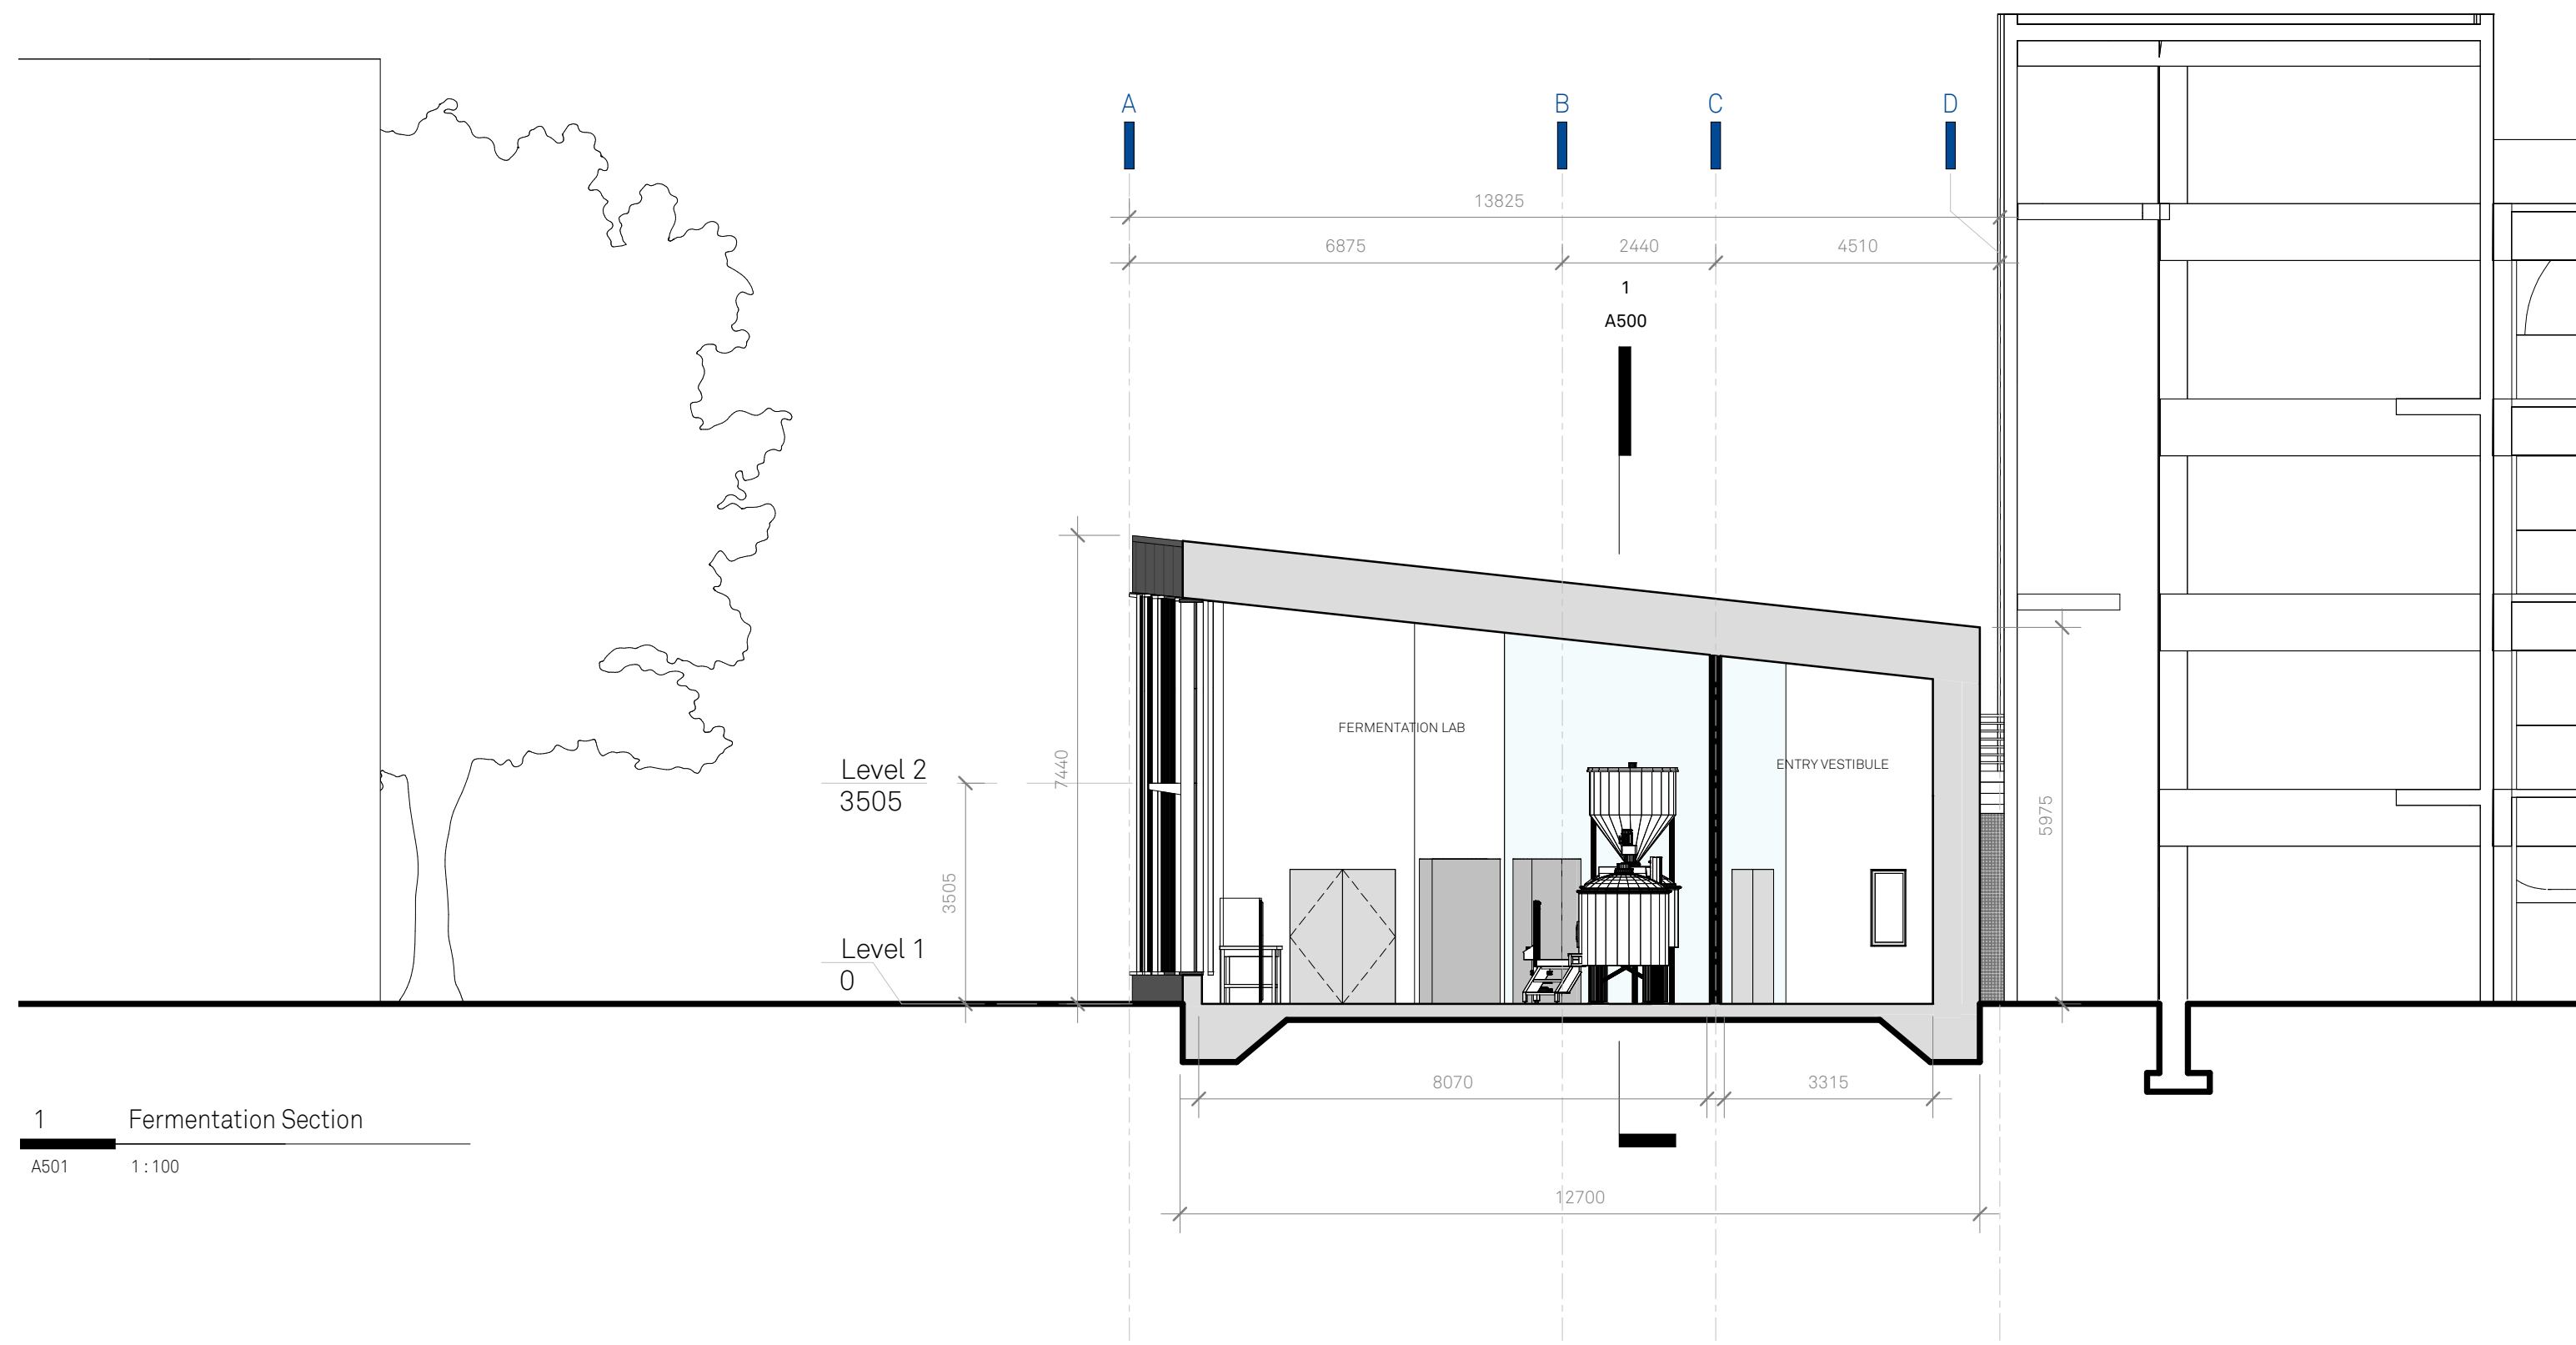 A
B
C
D
13825
6875
2440
4510
1
A500
FERMENTATION LAB
ENTRY VESTIBULE
Level 2
3505
7440
5975
3505
Level 1
0
8070
3315
12700
1
Fermentation Section
A501
1 : 100